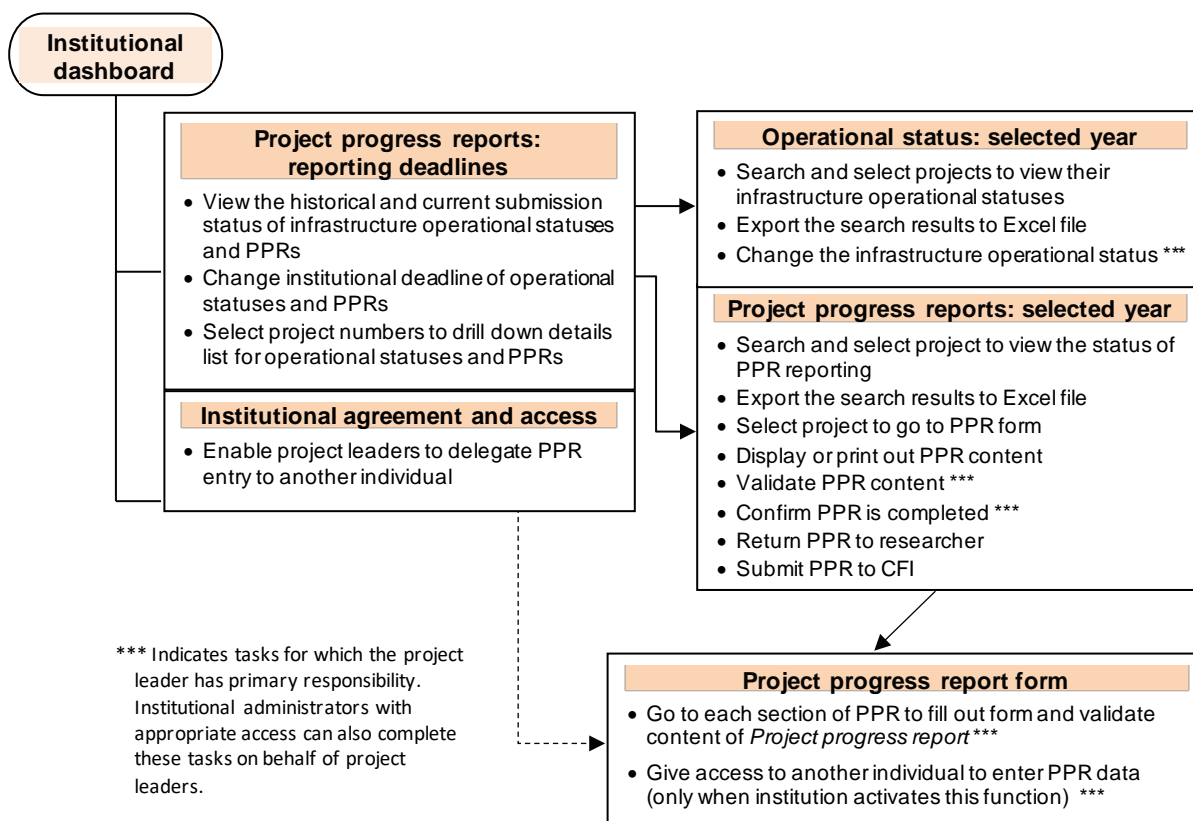 Institutional
dashboard
Project progress reports:
reporting deadlines
• View the historical and current submission
status of infrastructure operational statuses
and PPRs
• Change institutional deadline of operational
statuses and PPRs
• Select project numbers to drill down details
list for operational statuses and PPRs
Institutional agreement and access
• Enable project leaders to delegate PPR
entry to another individual
Operational status: selected year
• Search and select projects to view their
infrastructure operational statuses
• Export the search results to Excel file
• Change the infrastructure operational status ***
Project progress reports: selected year
• Search and select project to view the status of
PPR reporting
• Export the search results to Excel file
• Select project to go to PPR form
• Display or print out PPR content
• Validate PPR content ***
• Confirm PPR is completed ***
• Return PPR to researcher
• Submit PPR to CFI
*** Indicates tasks for which the project
leader has primary responsibility.
Institutional administrators with
appropriate access can also complete
these tasks on behalf of project
leaders.
Project progress report form
• Go to each section of PPR to fill out form and validate
content of Project progress report ***
• Give access to another individual to enter PPR data
(only when institution activates this function) ***